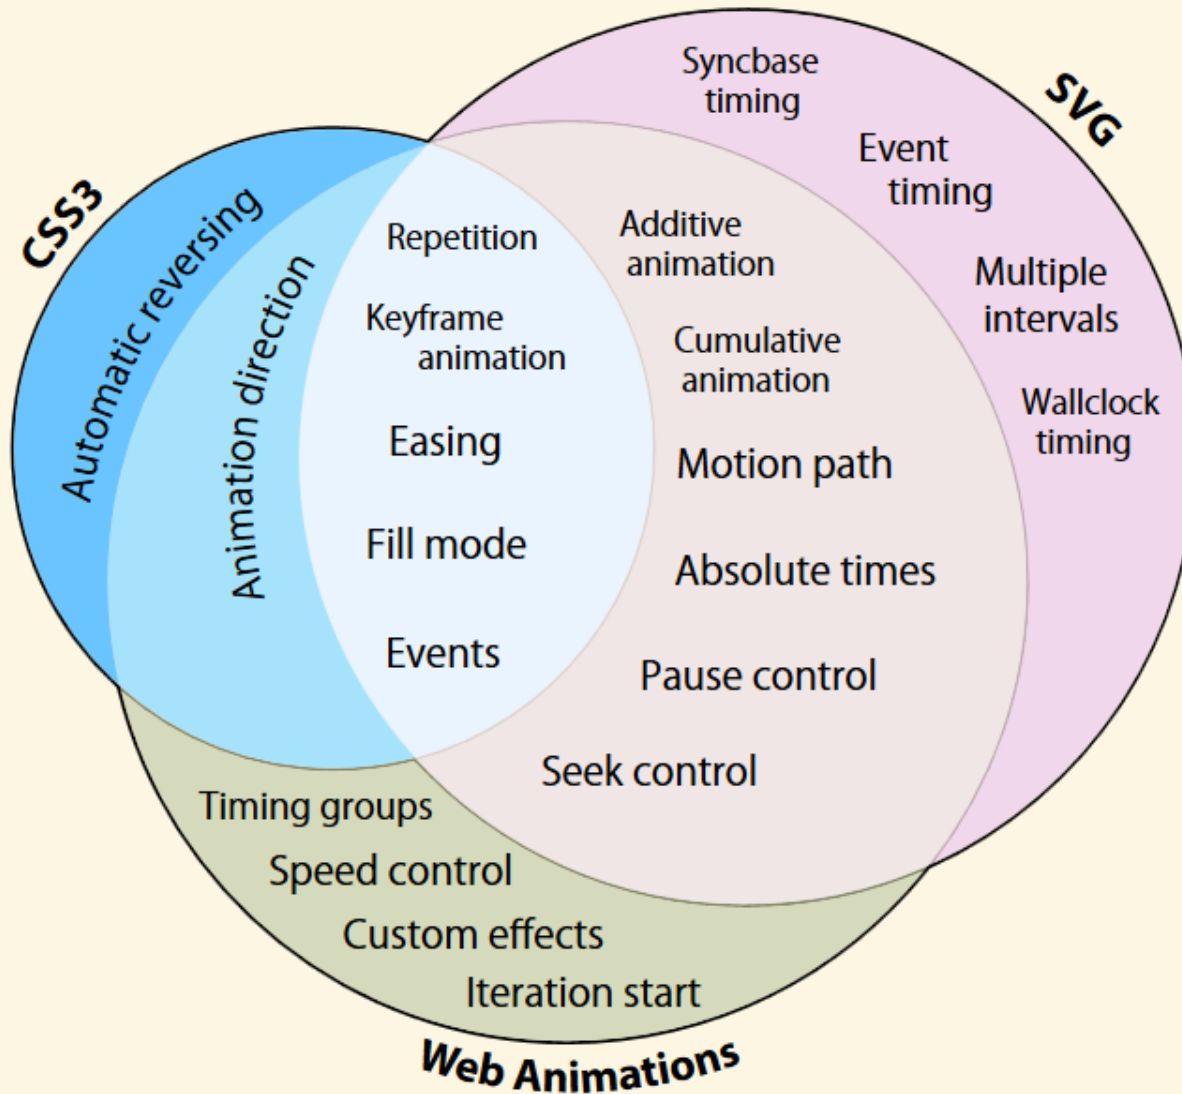 CSS3
Automatic reversing
Animation direction
Repetition
Keyframe
animation
Easing
Fill mode
Events
SVG
Syncbase
timing
Event
timing
Multiple
intervals
Wallclock
timing
Additive
animation
Cumulative
animation
Motion path
Absolute times
Pause control
Seek control
Timing groups
Speed control
Custom effects
Iteration start
Web Animations